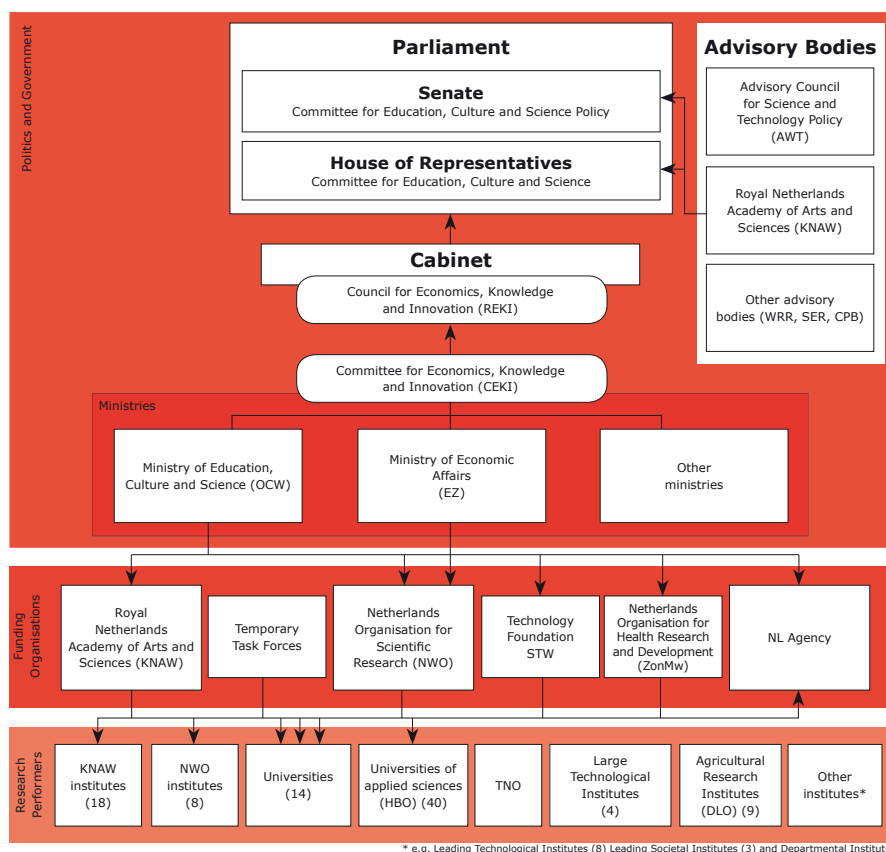 Politics and Government
Parliament
Senate
Committee for Education, Culture and Science Policy
House of Representatives
Committee for Education, Culture and Science
Advisory Bodies
Advisory Council
for Science and
Technology Policy
(AWT)
Royal Netherlands
Academy of Arts and
Sciences (KNAW)
Other advisory
bodies (WRR, SER, CPB)
Cabinet
Council for Economics, Knowledge
and Innovation (REKI)
Committee for Economics, Knowledge
and Innovation (CEKI)
Ministries
Ministry of Education,
Culture and Science (OCW)
Ministry of Economic
Affairs
(EZ)
Other
ministries
Funding
Organisations
Royal
Netherlands
Academy of Arts and
Sciences (KNAW)
Temporary
Task Forces
Netherlands
Organisation for
Scientific
Research (NWO)
Technology
Foundation
STW
Netherlands
Organisation for
Health Research
and Development
(ZonMw)
NL Agency
Research
Performers
KNAW
institutes
(18)
NWO
institutes
(8)
Universities
(14)
Universities of
applied sciences
(HBO) (40)
TNO
Large
Technological
Institutes
(4)
Agricultural
Research
Institutes
(DLO) (9)
Other
institutes*
* e.g. Leading Technological Institutes (8) Leading Societal Institutes (3) and Departmental Institute